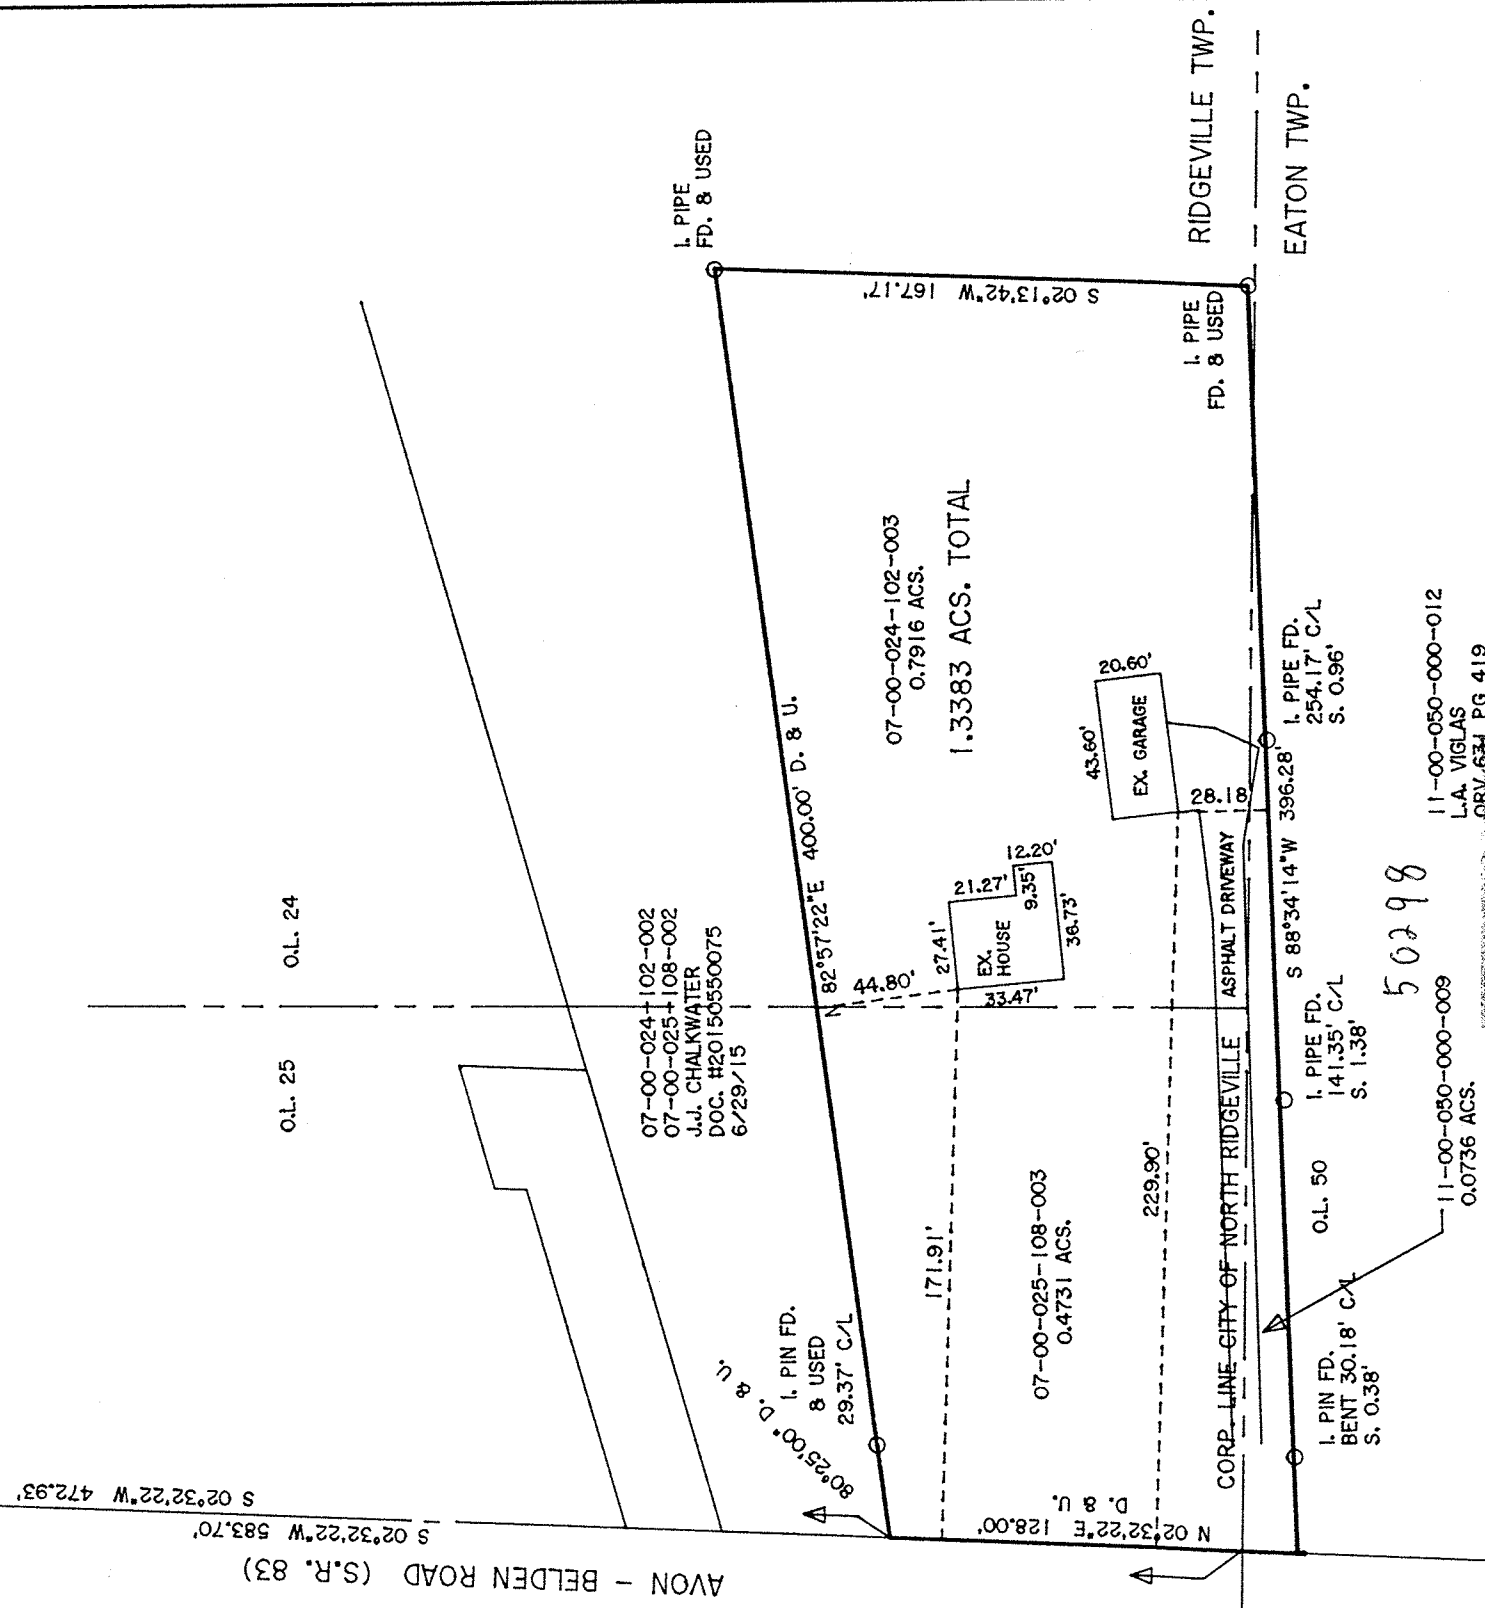 RIDGEVILLE TWP.
EATON TWP.
I. PIPE
FD. & USED
S 02°13'42"W 167.17'
I. PIPE
FD. & USED
O.L. 24
O.L. 25
07-00-024-102-002
07-00-025-108-002
J.J. CHALKWATER
DOC. #20150550075
6/29/15
N 82°57'22"E 400.00' D. & U.
07-00-024-102-003
0.7916 ACS.
1.3383 ACS. TOTAL
20.60'
43.60'
EX. GARAGE
28.18
12.20'
21.27'
9.35'
27.41'
EX.
HOUSE
36.73'
33.47'
44.80'
ASPHALT DRIVEWAY
I. PIPE FD.
254.17' C/L
S. 0.96'
S 88°34'14"W 396.28'
11-00-050-000-012
L.A. VIGLAS
ORV 631 PG 419
50298
I. PIPE FD.
141.35' C/L
S. 1.38'
11-00-050-000-009
0.0736 ACS.
O.L. 50
CORP. LINE CITY OF NORTH RIDGEVILLE
171.91'
229.90'
07-00-025-108-003
0.4731 ACS.
I. PIN FD.
& USED
29.37' C/L
80°25'00" D. & U.
I. PIN FD.
BENT 30.18' C/L
S. 0.38'
N 02°32'22"E 128.00'
D. & U.
S 02°32'22"W 472.93'
S 02°32'22"W 583.70'
AVON - BELDEN ROAD (S.R. 83)